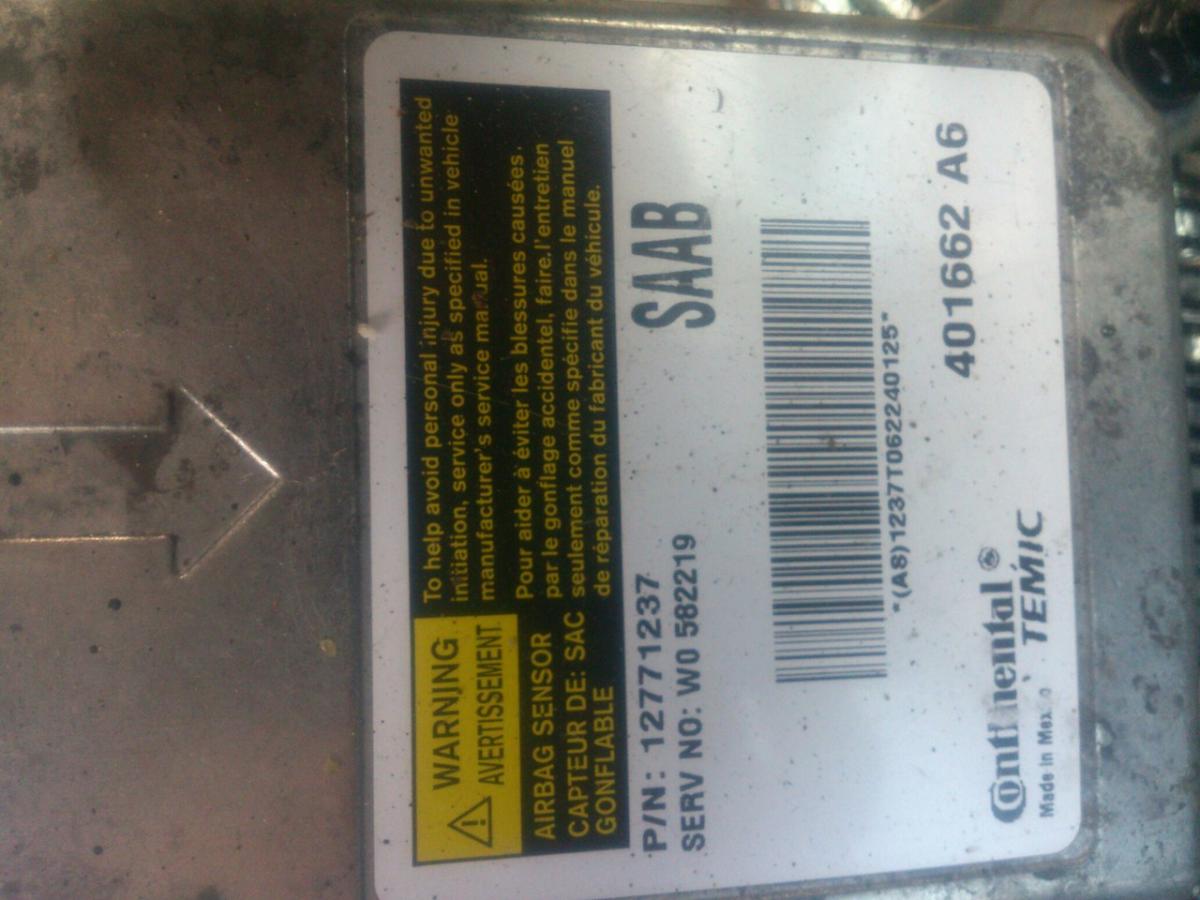 WARNING
AVERTISSEMENT
AIRBAG SENSOR
CAPTEUR DE: SAC
GONFLABLE
To help avoid personal injury due to unwanted
initiation, service only as specified in vehicle
manufacturer's service manual.
Pour aider à éviter les blessures causées.
par le gonflage accidentel, faire.l'entretien
seulement comme spécifie dans le manuel
de réparation du fabricant du véhicule.
P/N: 12771237
SERV NO: W0 582219
SAAB
*(A8)1237T062240125*
401662 A6
Continental
TEMIC
Made in Mexico